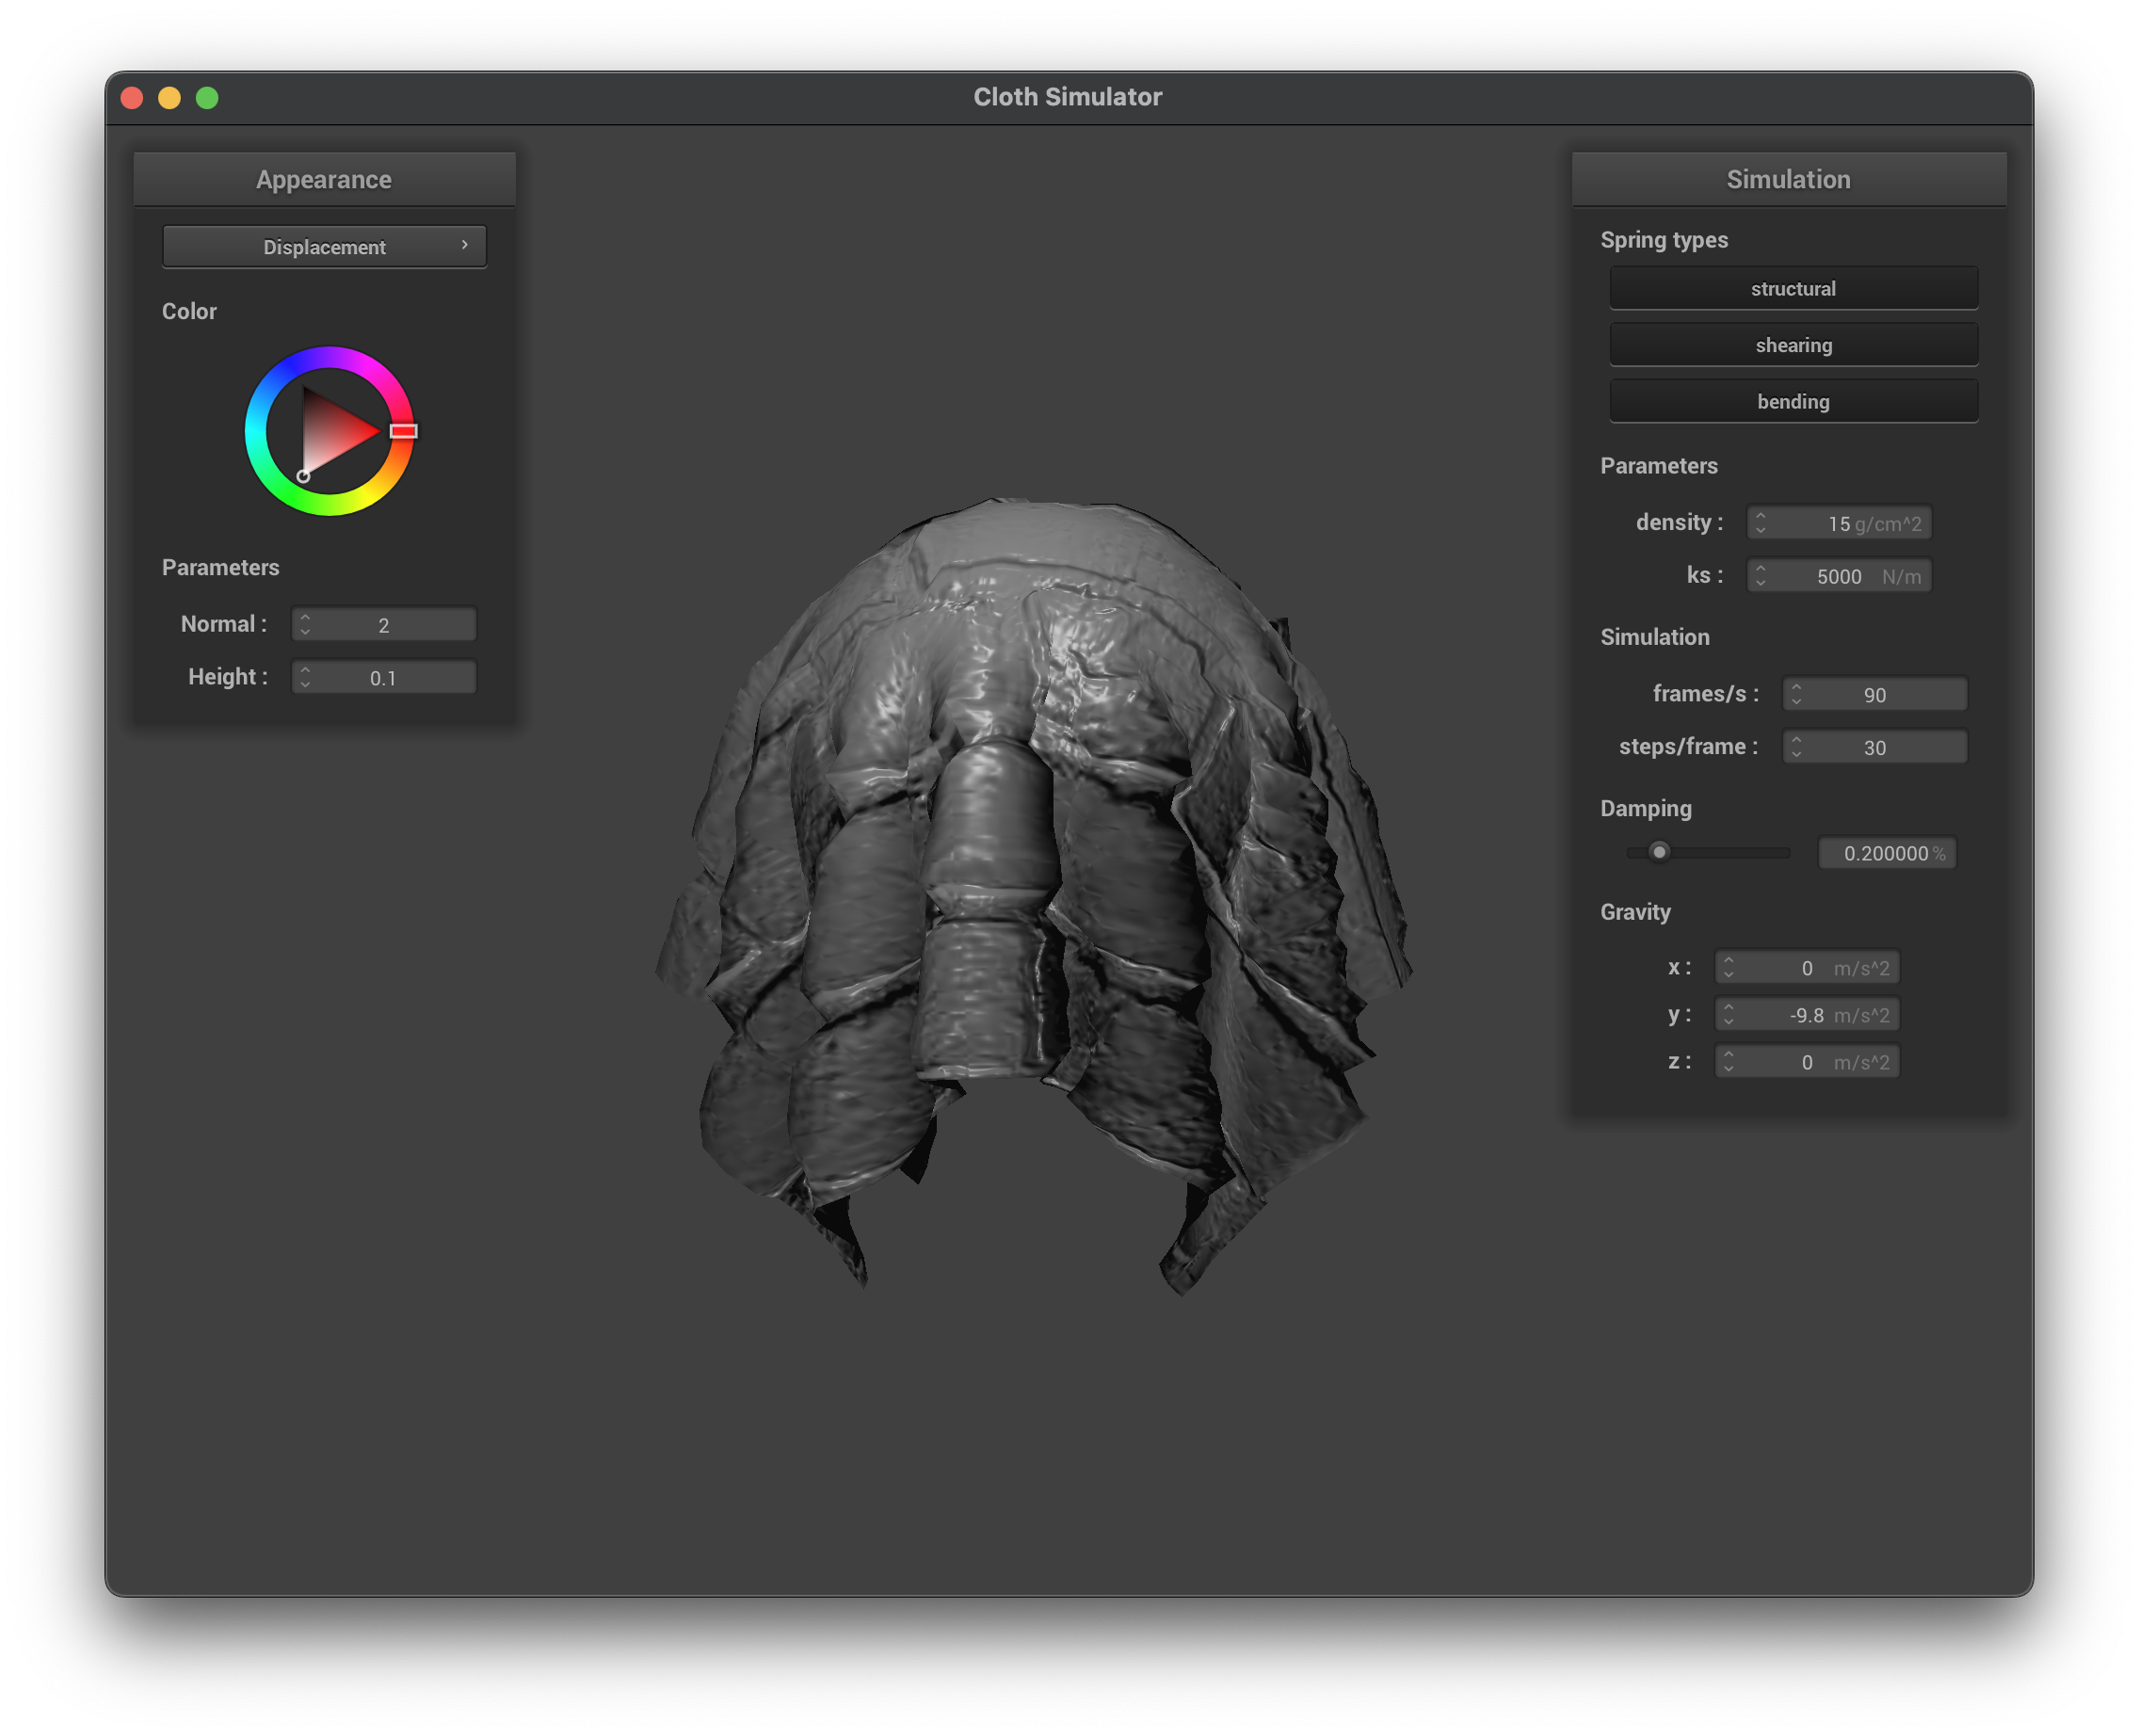 Cloth Simulator
Appearance
Displacement
Color
Parameters
Normal : 2
Height : 0.1
Simulation
Spring types
structural
shearing
bending
Parameters
density : 15 g/cm^2
ks : 5000 N/m
Simulation
frames/s : 90
steps/frame : 30
Damping
0.200000 %
Gravity
x : 0 m/s^2
y : -9.8 m/s^2
z : 0 m/s^2